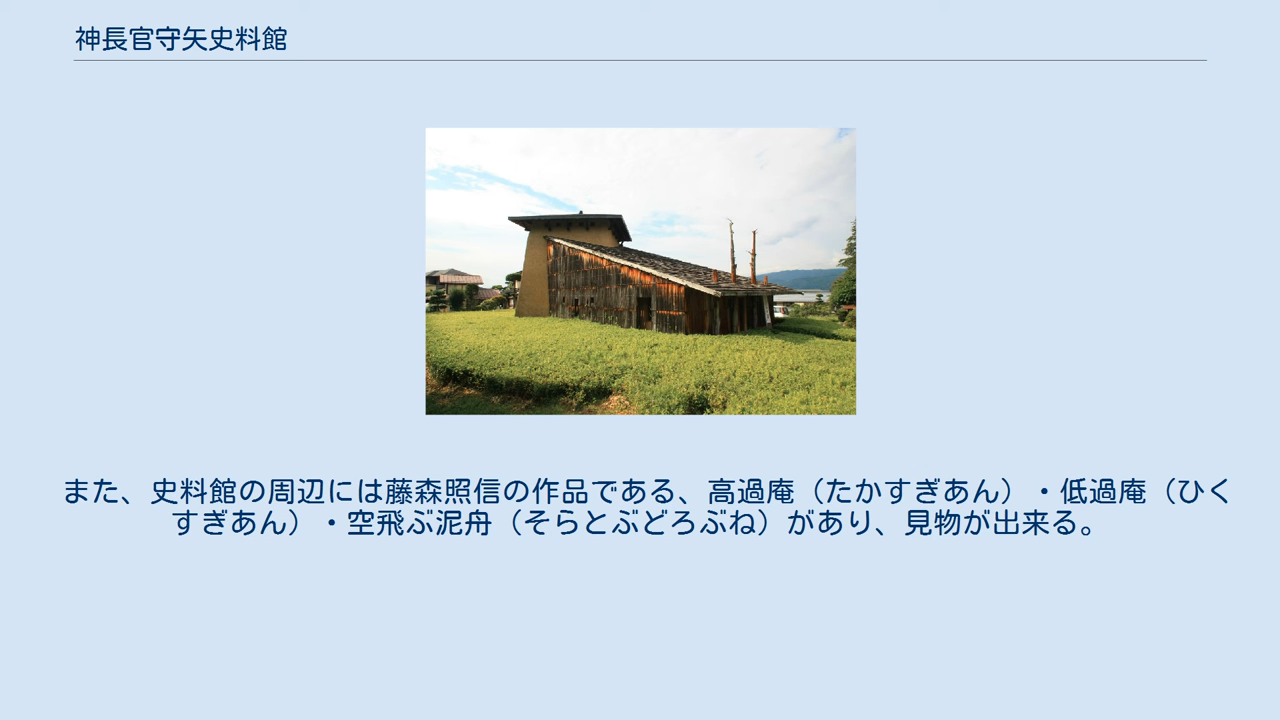 神長官守矢史料館
また、史料館の周辺には藤森照信の作品である、高過庵（たかすぎあん）・低過庵（ひく
すぎあん）・空飛ぶ泥舟（そらとぶどろぶね）があり、見物が出来る。